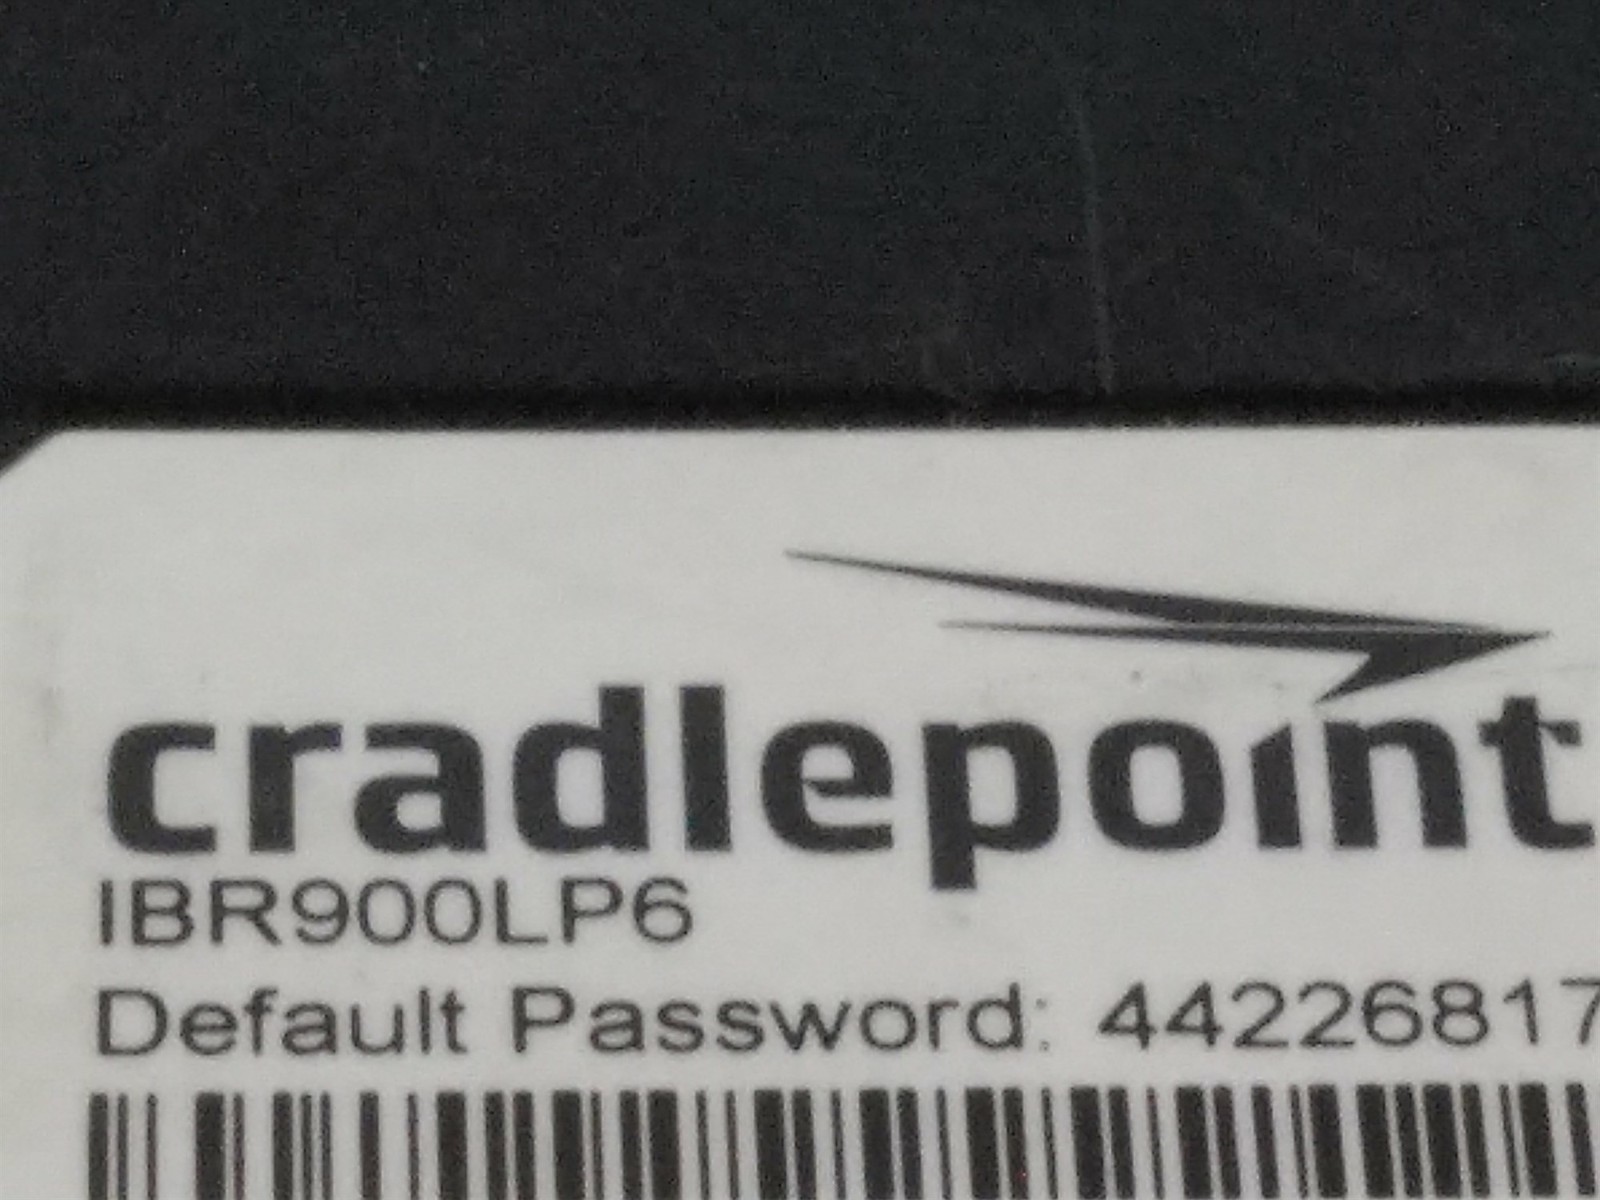 cradlepoint
IBR900LP6
Default Password: 44226817